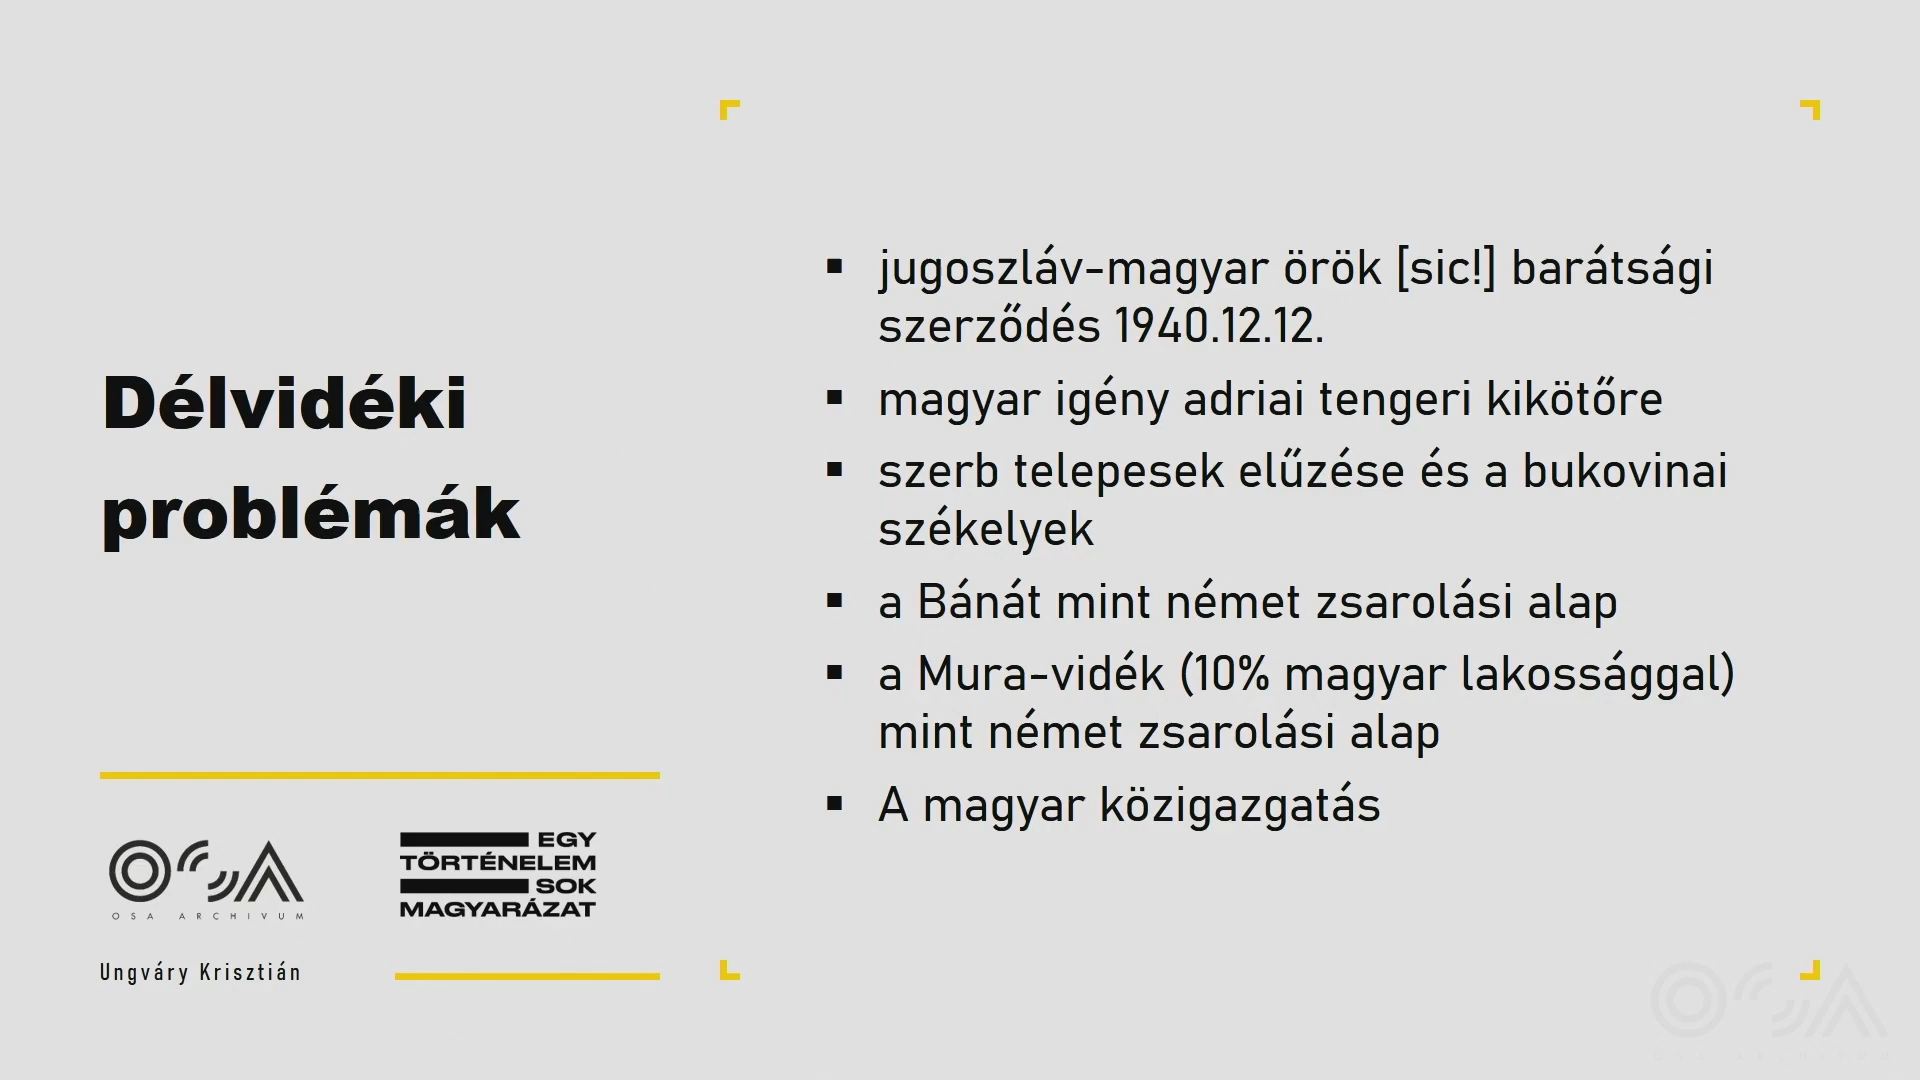 Délvidéki
problémák
jugoszláv-magyar örök [sic!] barátsági
szerződés 1940.12.12.
magyar igény adriai tengeri kikötőre
szerb telepesek elűzése és a bukovinai
székelyek
a Bánát mint német zsarolási alap
a Mura-vidék (10% magyar lakossággal)
mint német zsarolási alap
A magyar közigazgatás
OSA ARCHIVUM
EGY
TÖRTÉNELEM
SOK
MAGYARÁZAT
Ungváry Krisztián